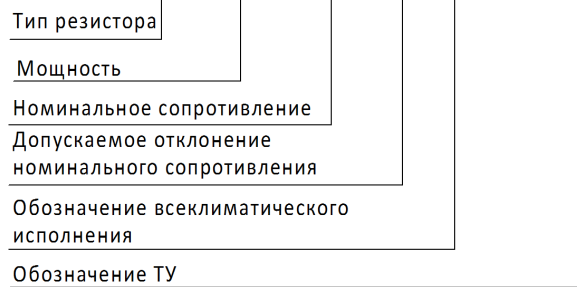 Тип резистора
Мощность
Номинальное сопротивление
Допускаемое отклонение
номинального сопротивления
Обозначение всеклиматического
исполнения
Обозначение ТУ